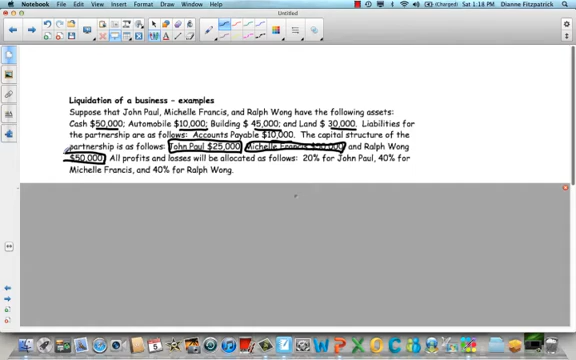 Notebook File Edit View Insert Format Draw Window Help
(Charged) Sat 1:18 PM Dianne Fitzpatrick
Untitled
Liquidation of a business – examples
Suppose that John Paul, Michelle Francis, and Ralph Wong have the following assets:
Cash $50,000; Automobile $10,000; Building $ 45,000; and Land $ 30,000. Liabilities for
the partnership are as follows: Accounts Payable $10,000. The capital structure of the
partnership is as follows: John Paul $25,000 Michelle Francis and Ralph Wong
$50,000 All profits and losses will be allocated as follows: 20% for John Paul, 40% for
Michelle Francis, and 40% for Ralph Wong.